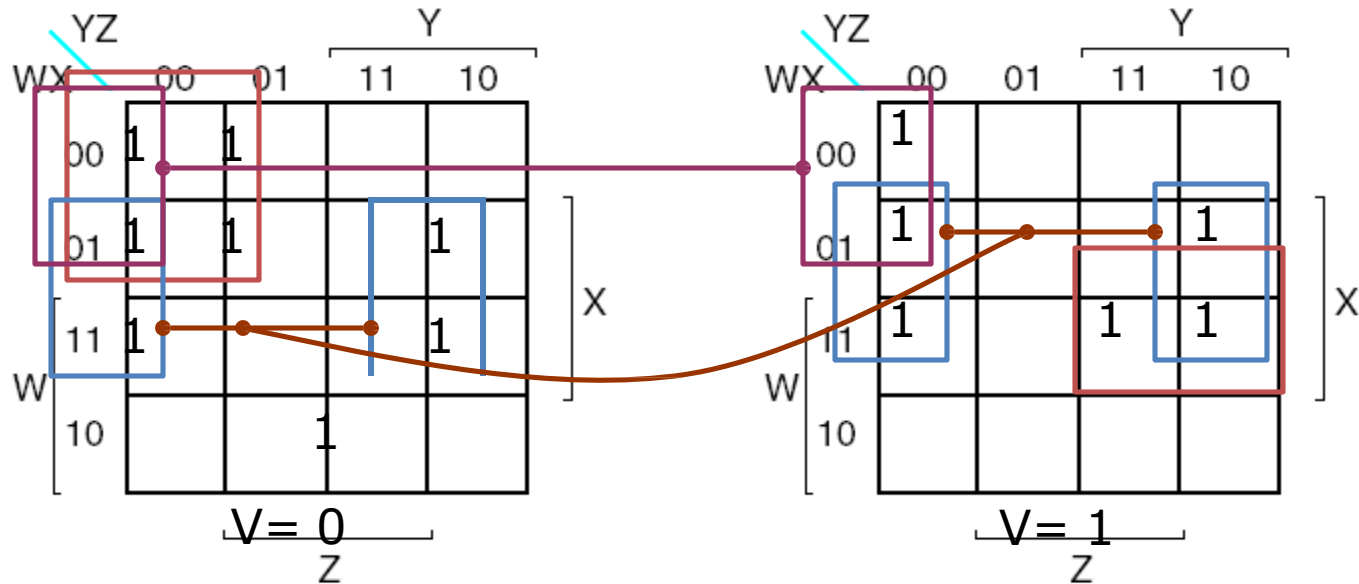 YZ Y YZ Y
WX 00 01 11 10 WX 00 01 11 10
00 1 1 00 1
01 1 1 1 01 1 1
X X
11 1 1 11 1 1 1
W W
10 1 10
V= 0 V= 1
Z Z